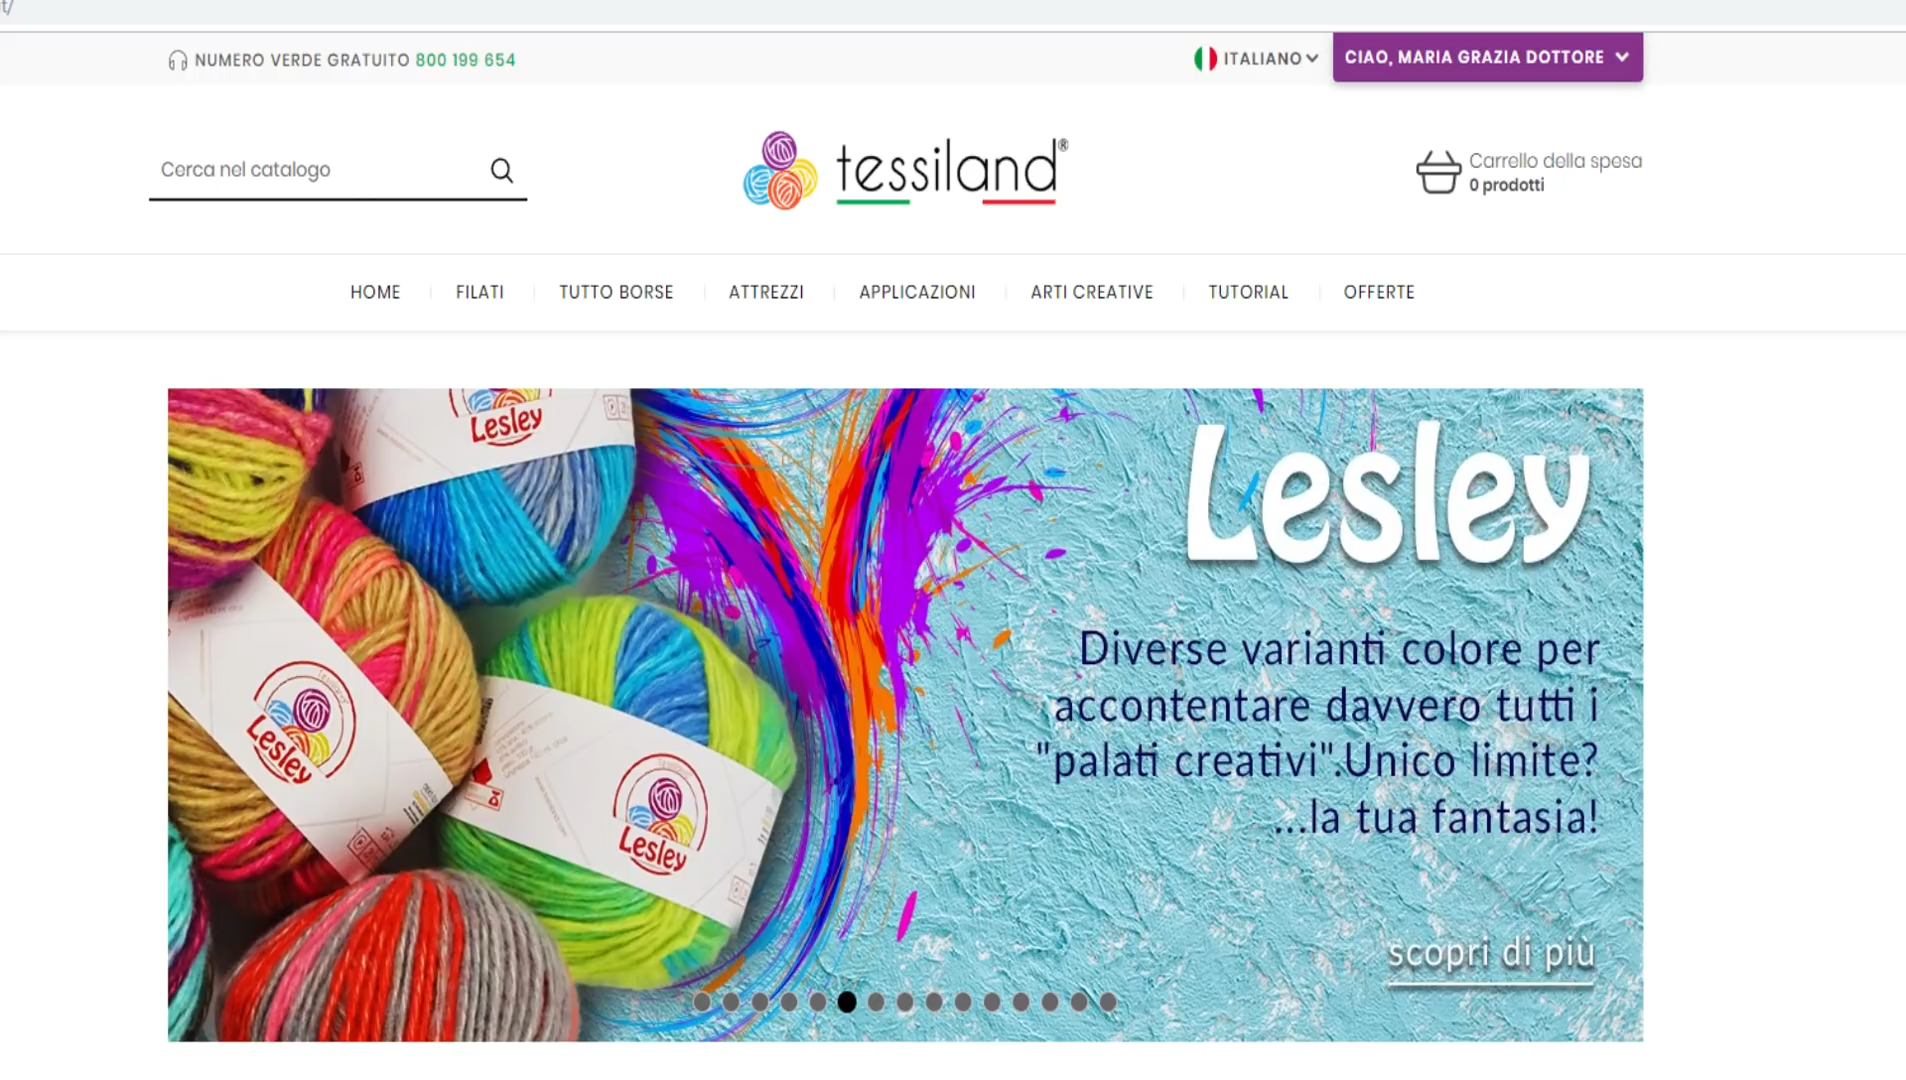 it/
NUMERO VERDE GRATUITO 800 199 654
ITALIANO
CIAO, MARIA GRAZIA DOTTORE
Cerca nel catalogo
tessiland®
Carrello della spesa
0 prodotti
HOME
FILATI
TUTTO BORSE
ATTREZZI
APPLICAZIONI
ARTI CREATIVE
TUTORIAL
OFFERTE
Lesley
Lesley
Diverse varianti colore per
accontentare davvero tutti i
"palati creativi".Unico limite?
...la tua fantasia!
Lesley
Lesley
scopri di più